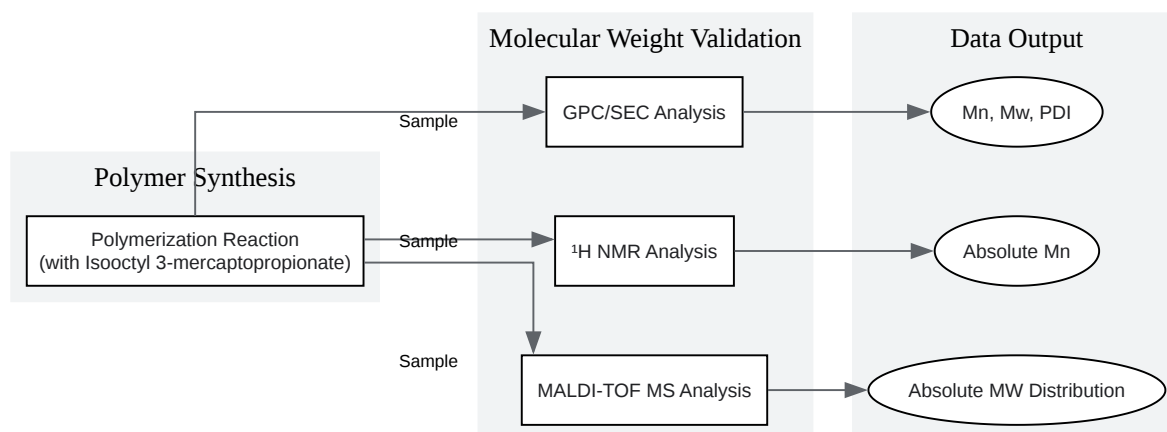 Molecular Weight Validation
Data Output
GPC/SEC Analysis
Mn, Mw, PDI
Sample
Polymer Synthesis
Polymerization Reaction
(with Isooctyl 3-mercaptopropionate)
Sample
¹H NMR Analysis
Absolute Mn
Sample
MALDI-TOF MS Analysis
Absolute MW Distribution